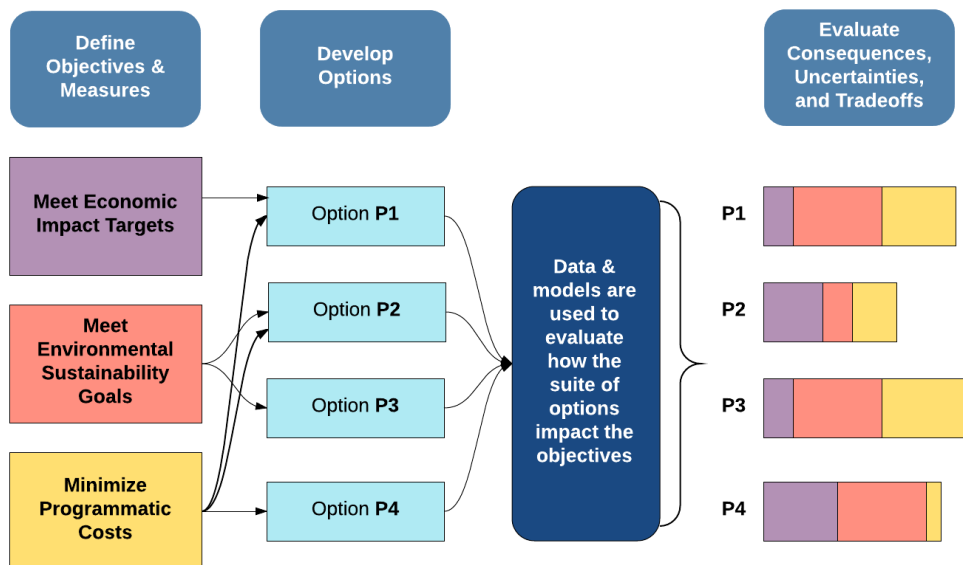 Define
Objectives &
Measures
Develop
Options
Evaluate
Consequences,
Uncertainties,
and Tradeoffs
Meet Economic
Impact Targets
Meet
Environmental
Sustainability
Goals
Minimize
Programmatic
Costs
Option P1
Option P2
Option P3
Option P4
Data &
models are
used to
evaluate
how the
suite of
options
impact the
objectives
P1
P2
P3
P4